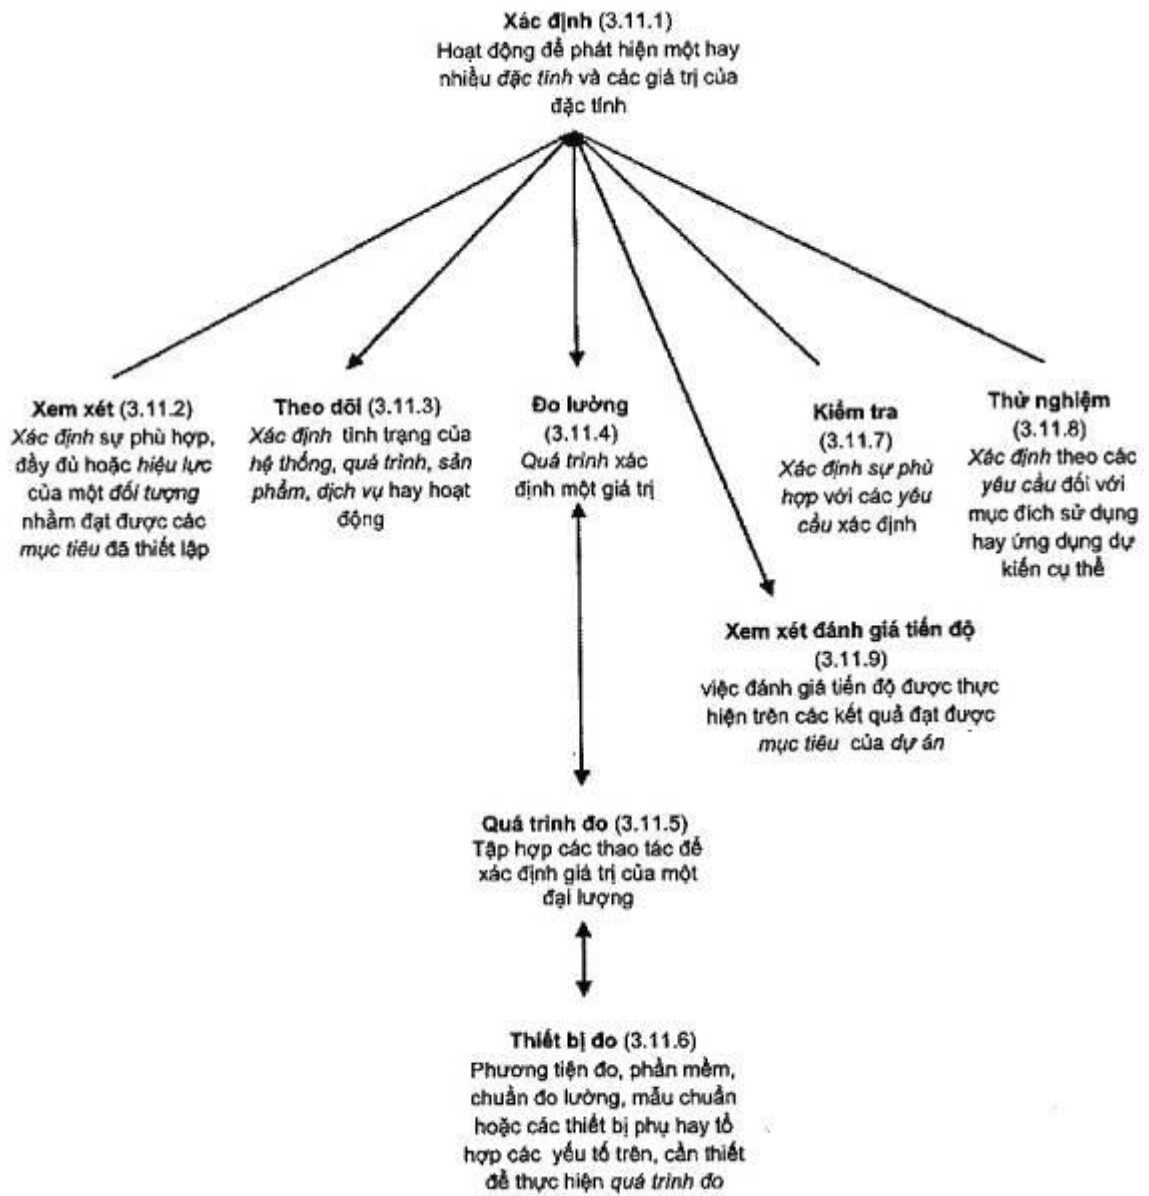 Xác định (3.11.1)
Hoạt động để phát hiện một hay
nhiều đặc tính và các giá trị của
đặc tính
Xem xét (3.11.2)
Xác định sự phù hợp,
đầy đủ hoặc hiệu lực
của một đối tượng
nhằm đạt được các
mục tiêu đã thiết lập
Theo dõi (3.11.3)
Xác định tình trạng của
hệ thống, quá trình, sản
phẩm, dịch vụ hay hoạt
động
Đo lường
(3.11.4)
Quá trình xác
định một giá trị
Kiểm tra
(3.11.7)
Xác định sự phù
hợp với các yêu
cầu xác định
Thử nghiệm
(3.11.8)
Xác định theo các
yêu cầu đối với
mục đích sử dụng
hay ứng dụng dự
kiến cụ thể
Xem xét đánh giá tiến độ
(3.11.9)
việc đánh giá tiến độ được thực
hiện trên các kết quả đạt được
mục tiêu của dự án
Quá trình đo (3.11.5)
Tập hợp các thao tác để
xác định giá trị của một
đại lượng
Thiết bị đo (3.11.6)
Phương tiện đo, phần mềm,
chuẩn đo lường, mẫu chuẩn
hoặc các thiết bị phụ hay tổ
hợp các yếu tố trên, cần thiết
để thực hiện quá trình đo